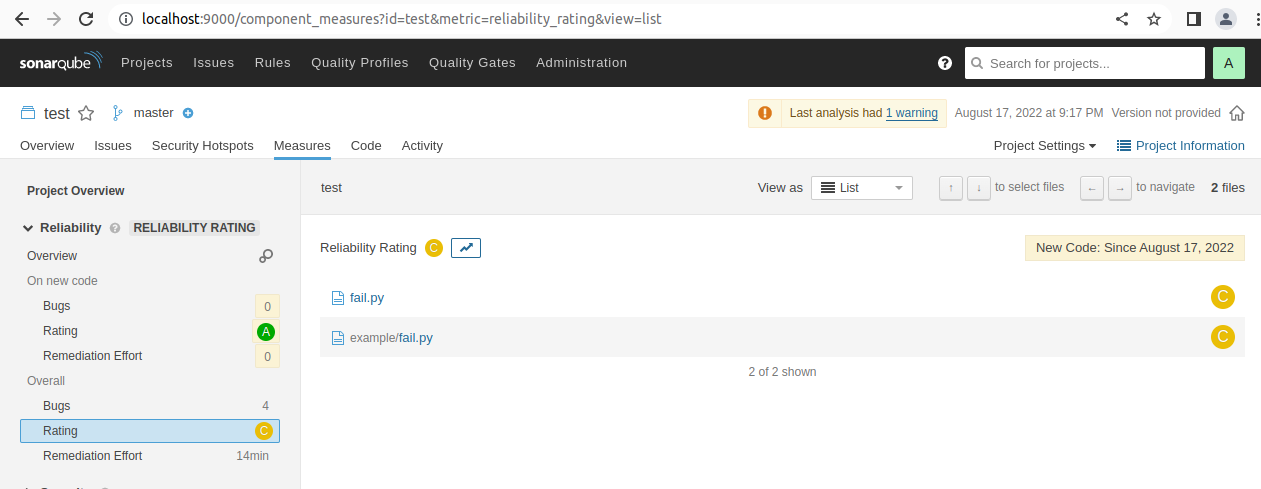 localhost:9000/component_measures?id=test&metric=reliability_rating&view=list
sonarqube Projects Issues Rules Quality Profiles Quality Gates Administration ? Search for projects... A
test master ! Last analysis had 1 warning August 17, 2022 at 9:17 PM Version not provided
Overview Issues Security Hotspots Measures Code Activity Project Settings Project Information
Project Overview
Reliability ? RELIABILITY RATING
Overview
On new code
Bugs 0
Rating A
Remediation Effort 0
Overall
Bugs 4
Rating C
Remediation Effort 14min
test View as List ↑ ↓ to select files ← → to navigate 2 files
Reliability Rating C New Code: Since August 17, 2022
fail.py C
example/fail.py C
2 of 2 shown